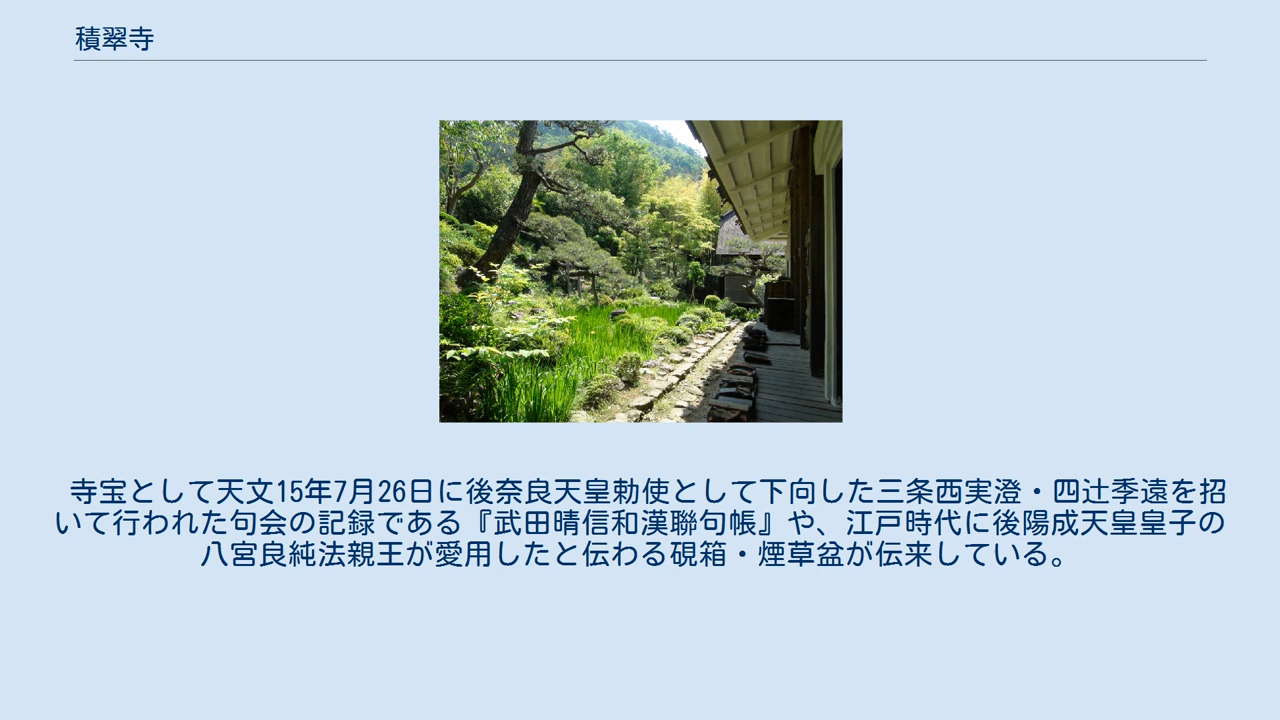 積翠寺
寺宝として天文15年7月26日に後奈良天皇勅使として下向した三条西実澄・四辻季遠を招
いて行われた句会の記録である『武田晴信和漢聯句帳』や、江戸時代に後陽成天皇皇子の
八宮良純法親王が愛用したと伝わる硯箱・煙草盆が伝来している。